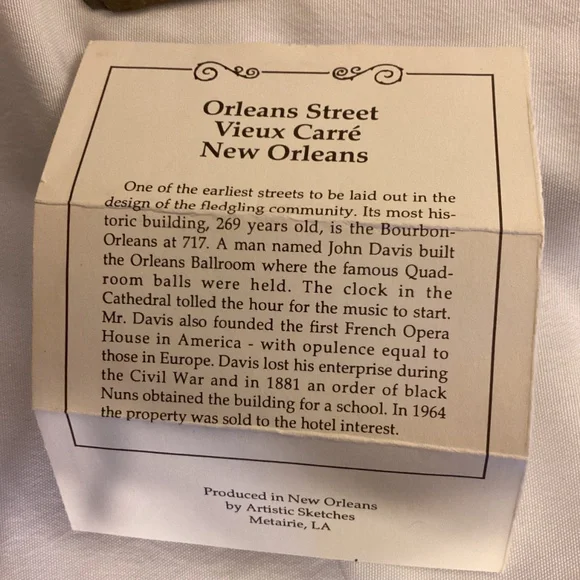 Orleans Street
Vieux Carré
New Orleans
One of the earliest streets to be laid out in the
design of the fledgling community. Its most his-
toric building, 269 years old, is the Bourbon-
Orleans at 717. A man named John Davis built
the Orleans Ballroom where the famous Quad-
room balls were held. The clock in the
Cathedral tolled the hour for the music to start.
Mr. Davis also founded the first French Opera
House in America - with opulence equal to
those in Europe. Davis lost his enterprise during
the Civil War and in 1881 an order of black
Nuns obtained the building for a school. In 1964
the property was sold to the hotel interest.
Produced in New Orleans
by Artistic Sketches
Metairie, LA